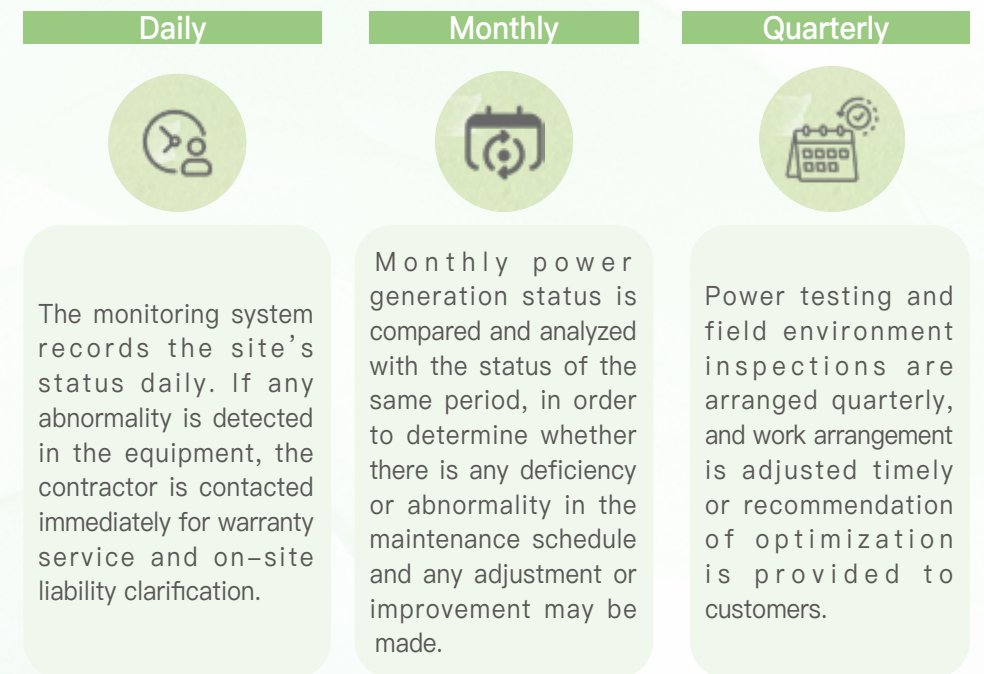 Daily
The monitoring system
records the site’s
status daily. If any
abnormality is detected
in the equipment, the
contractor is contacted
immediately for warranty
service and on–site
liability clarification.
Monthly
Monthly power
generation status is
compared and analyzed
with the status of the
same period, in order
to determine whether
there is any deficiency
or abnormality in the
maintenance schedule
and any adjustment or
improvement may be
made.
Quarterly
Power testing and
field environment
inspections are
arranged quarterly,
and work arrangement
is adjusted timely
or recommendation
of optimization
is provided to
customers.